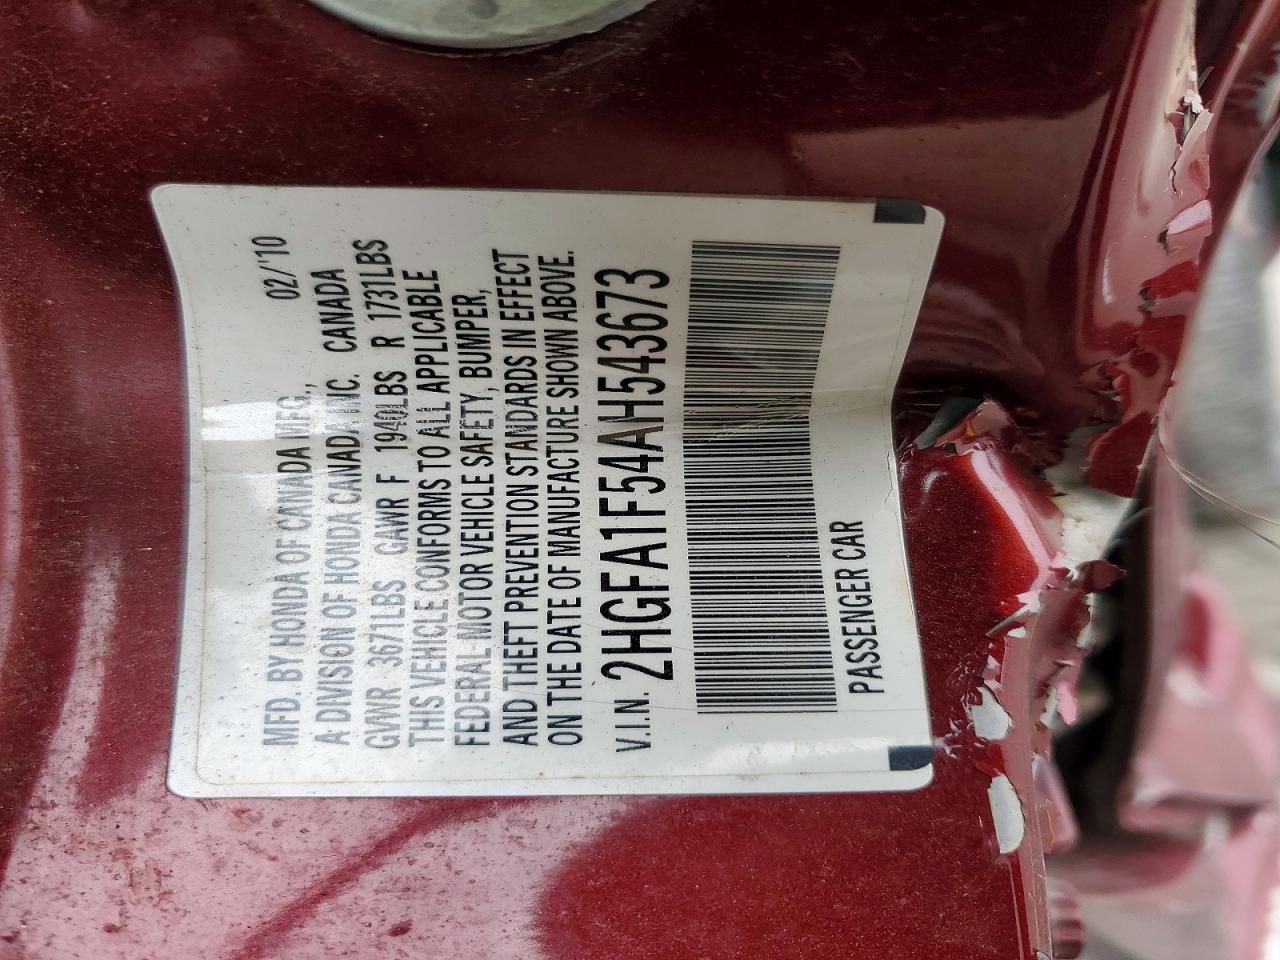 MFD. BY HONDA OF CANADA MFG., 02/'10
A DIVISION OF HONDA CANADA INC. CANADA
GVWR 3671LBS GAWR F 1940LBS R 1731LBS
THIS VEHICLE CONFORMS TO ALL APPLICABLE
FEDERAL MOTOR VEHICLE SAFETY, BUMPER,
AND THEFT PREVENTION STANDARDS IN EFFECT
ON THE DATE OF MANUFACTURE SHOWN ABOVE.
V.I.N. 2HGFA1F54AH543673
PASSENGER CAR